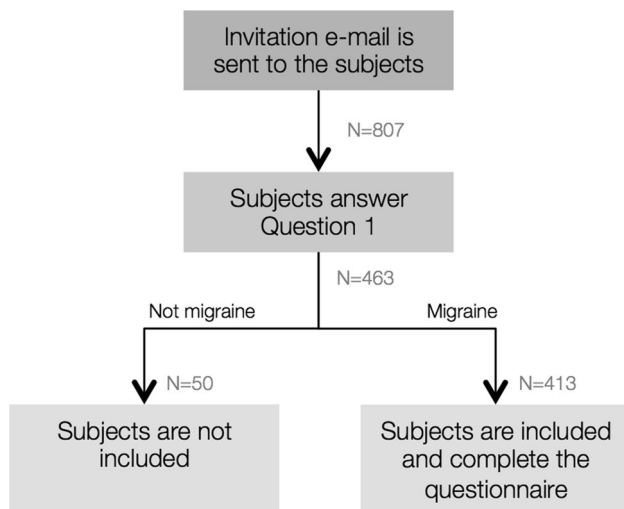 Invitation e-mail is
sent to the subjects
N=807
Subjects answer
Question 1
N=463
Not migraine
Migraine
N=50
N=413
Subjects are not
included
Subjects are included
and complete the
questionnaire